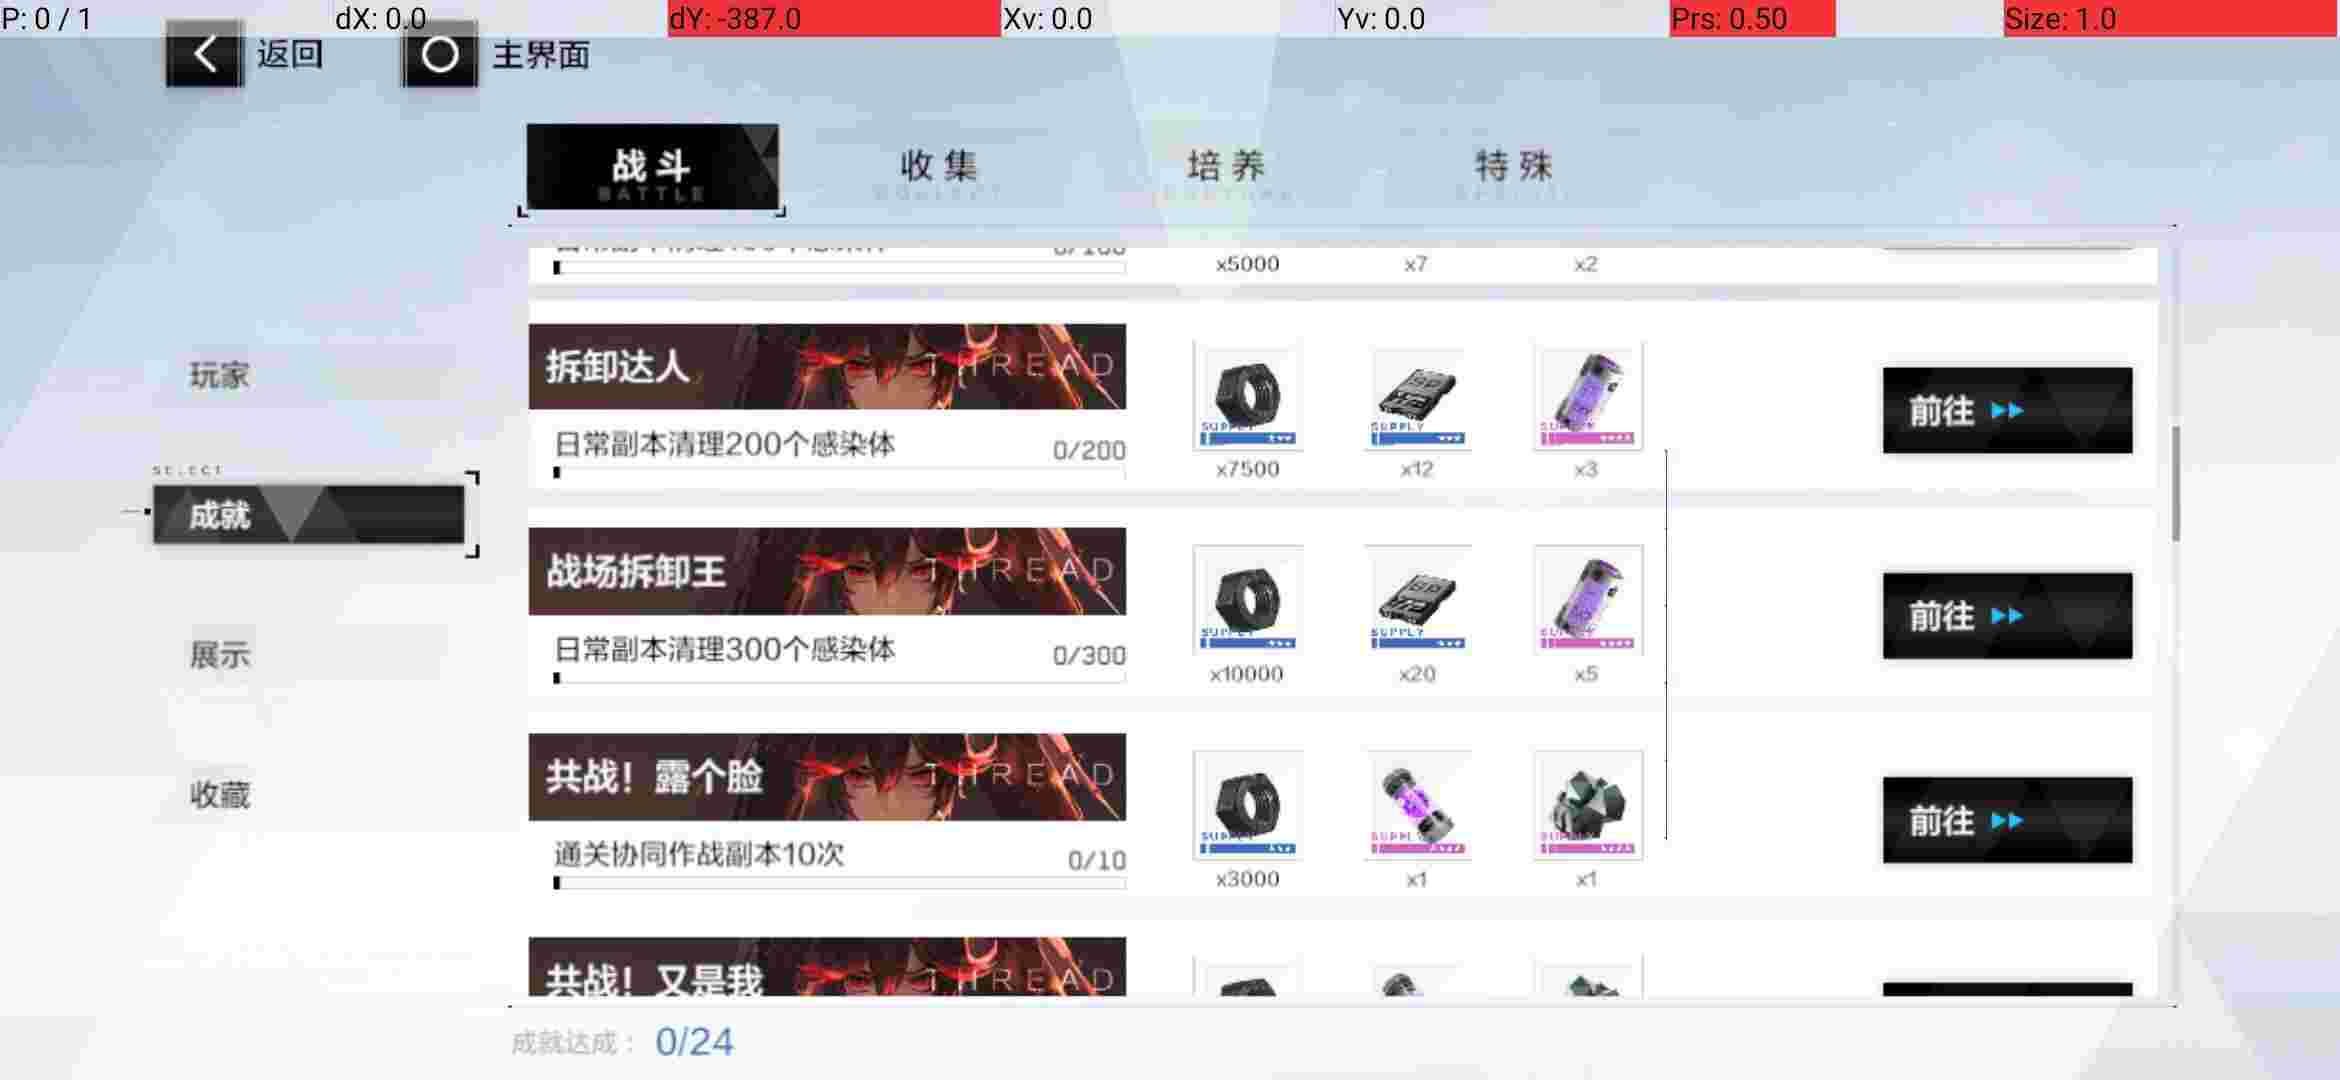 P: 0 / 1
dX: 0.0
dY: -387.0
Xv: 0.0
Yv: 0.0
Prs: 0.50
Size: 1.0
返回
主界面
战斗
BATTLE
收集
培养
特殊
0/100
x5000
x7
x2
玩家
SELECT
成就
展示
收藏
拆卸达人
THREAD
日常副本清理200个感染体
0/200
SUPPLY
SUPPLY
SUPPLY
x7500
x12
x3
前往
战场拆卸王
THREAD
日常副本清理300个感染体
0/300
SUPPLY
SUPPLY
SUPPLY
x10000
x20
x5
前往
共战！露个脸
THREAD
通关协同作战副本10次
0/10
SUPPLY
SUPPLY
SUPPLY
x3000
x1
x1
前往
共战！又是我
THREAD
成就达成：
0/24